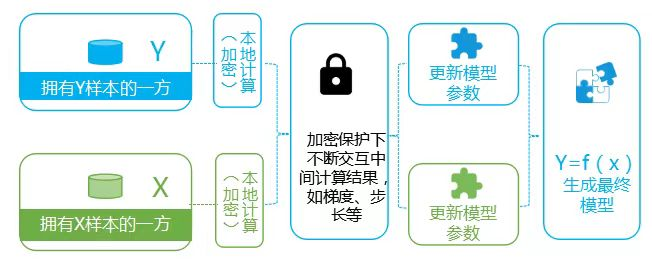 Y
拥有Y样本的一方
本地计算
（加密）
X
拥有X样本的一方
本地计算
（加密）
加密保护下
不断交互中
间计算结果，
如梯度、步
长等
更新模型
参数
更新模型
参数
Y=f（x）
生成最终
模型